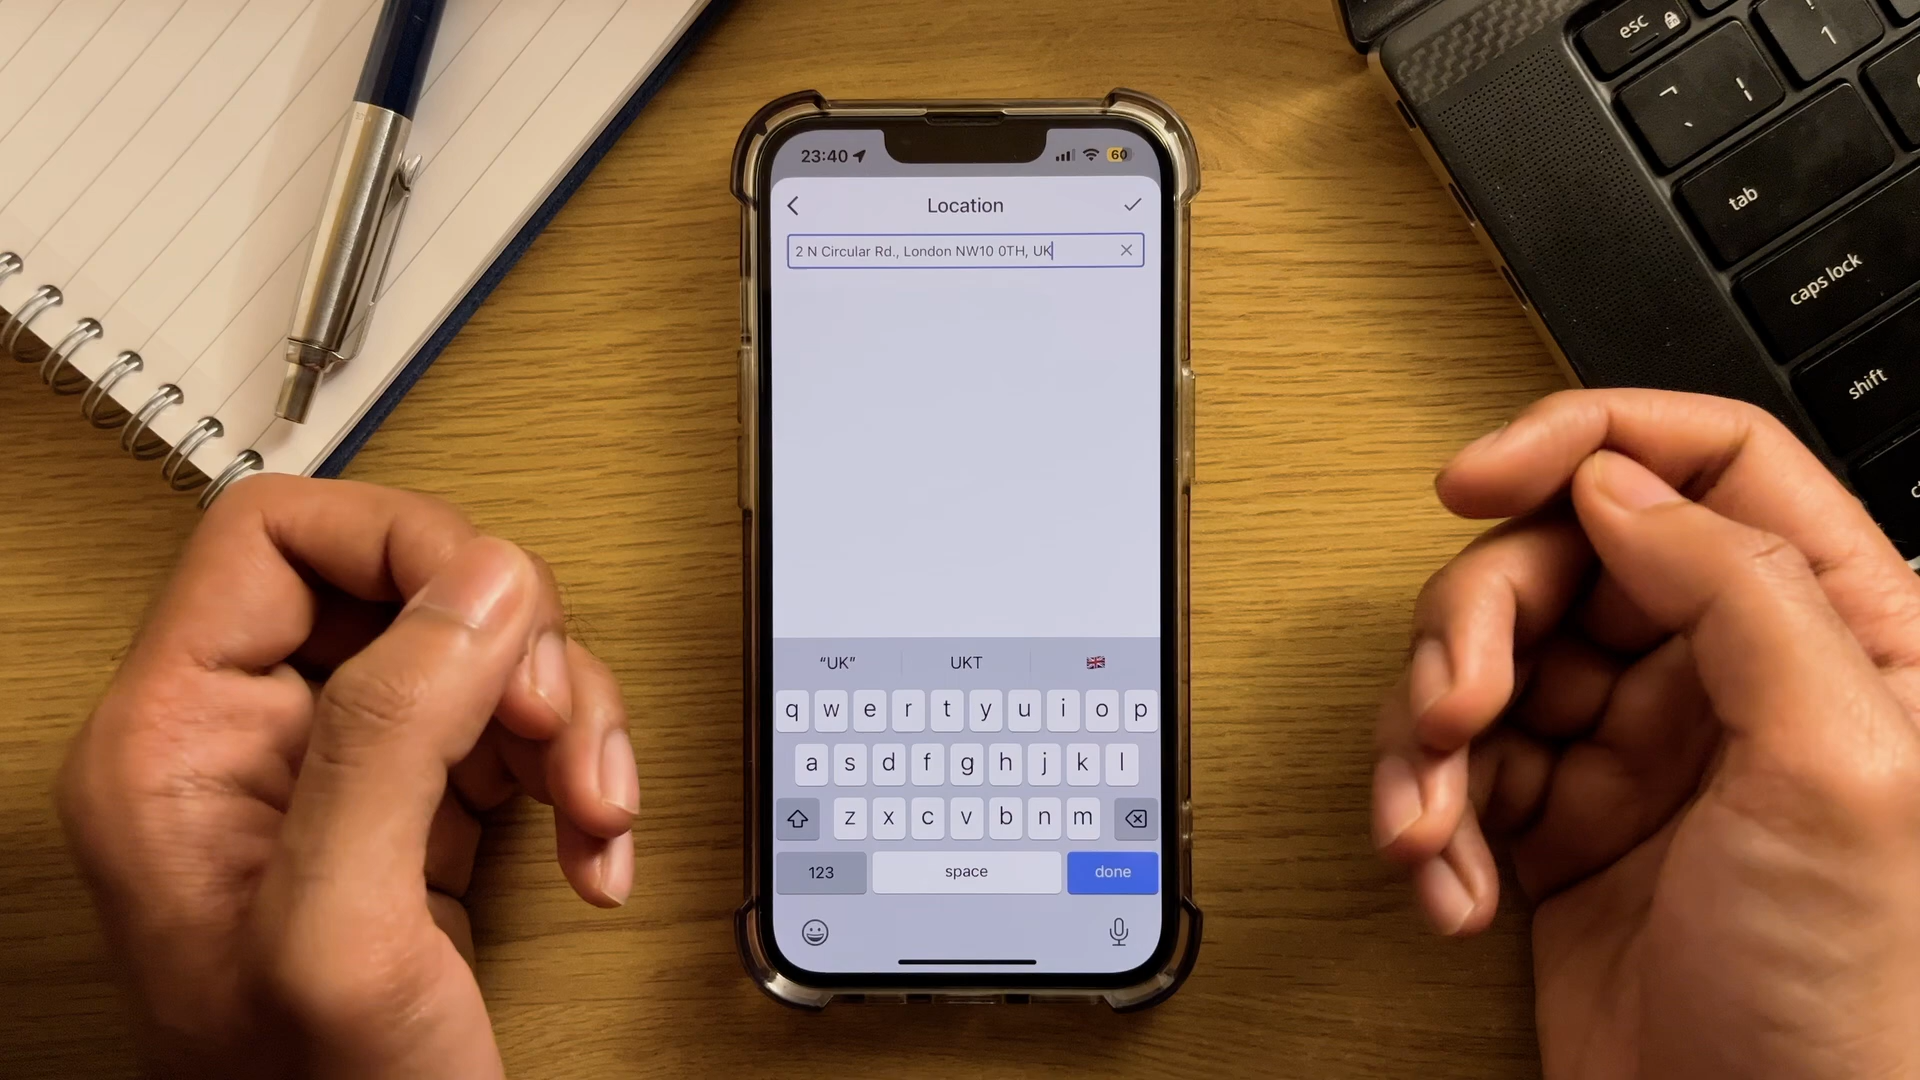 esc
1
tab
caps lock
shift
23:40
60
Location
2 N Circular Rd., London NW10 0TH, UK
“UK” UKT 🇬🇧
q w e r t y u i o p
a s d f g h j k l
z x c v b n m
123 space done